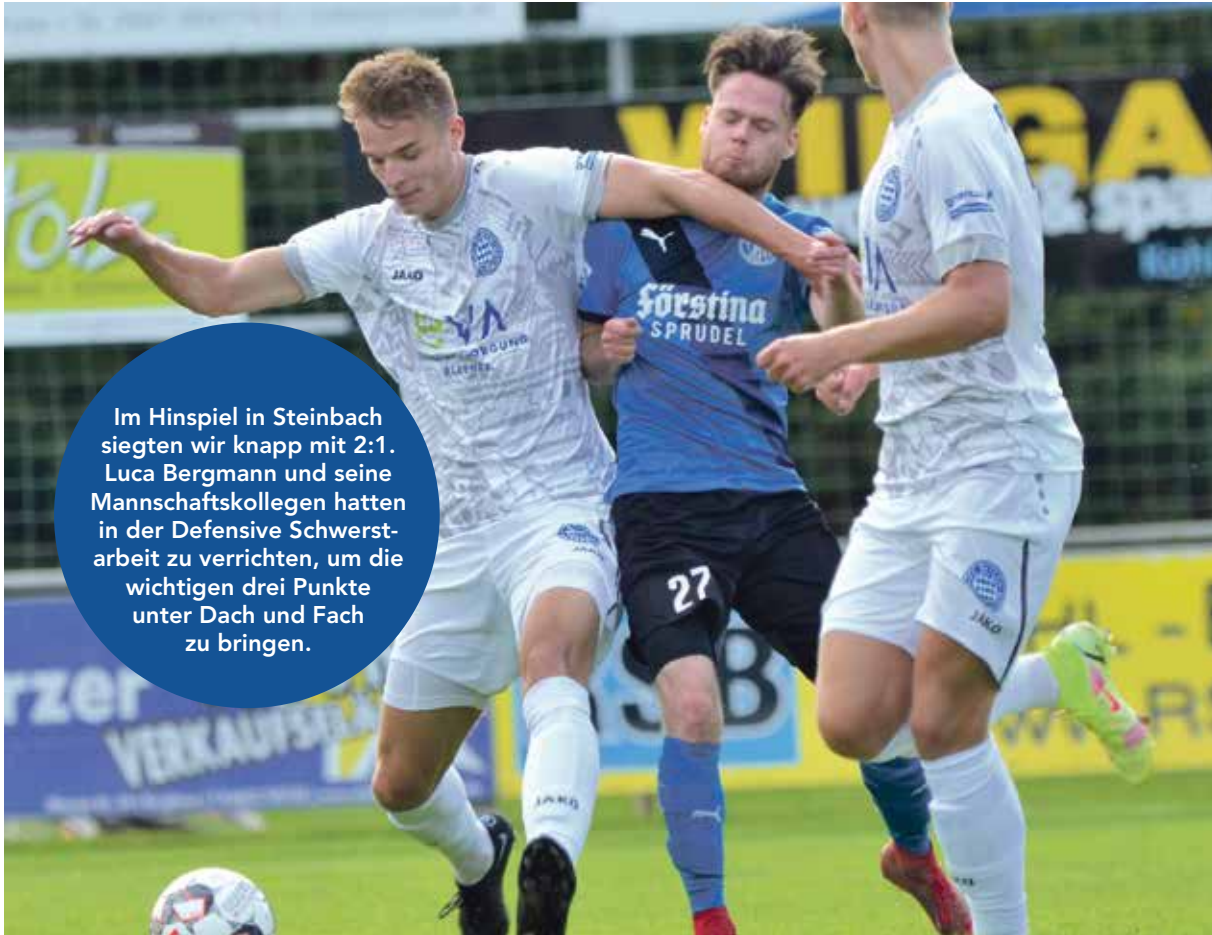 JAKO
Förstina
SPRUDEL
Im Hinspiel in Steinbach
siegten wir knapp mit 2:1.
Luca Bergmann und seine
Mannschaftskollegen hatten
in der Defensive Schwerst-
arbeit zu verrichten, um die
wichtigen drei Punkte
unter Dach und Fach
zu bringen.
27
JAKO
rzer
SB
JAKO